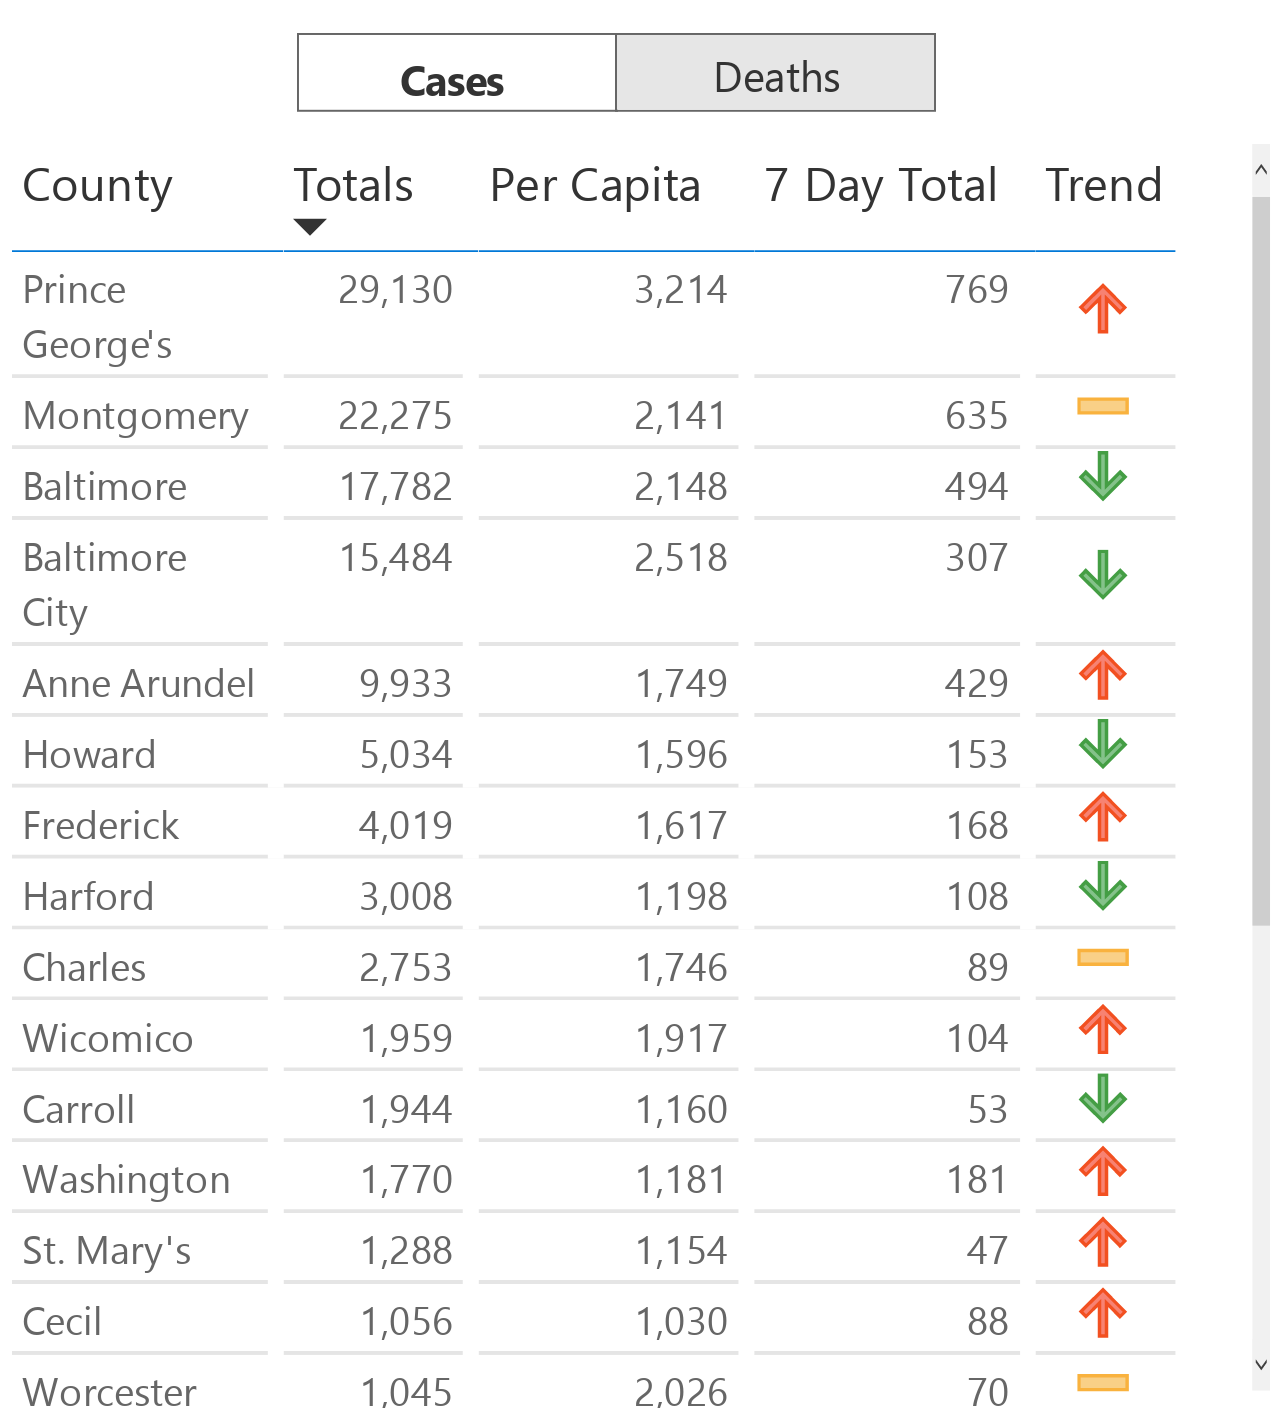 Cases Deaths
County Totals Per Capita 7 Day Total Trend
Prince 29,130 3,214 769
George's
Montgomery 22,275 2,141 635
Baltimore 17,782 2,148 494
Baltimore 15,484 2,518 307
City
Anne Arundel 9,933 1,749 429
Howard 5,034 1,596 153
Frederick 4,019 1,617 168
Harford 3,008 1,198 108
Charles 2,753 1,746 89
Wicomico 1,959 1,917 104
Carroll 1,944 1,160 53
Washington 1,770 1,181 181
St. Mary's 1,288 1,154 47
Cecil 1,056 1,030 88
Worcester 1,045 2,026 70